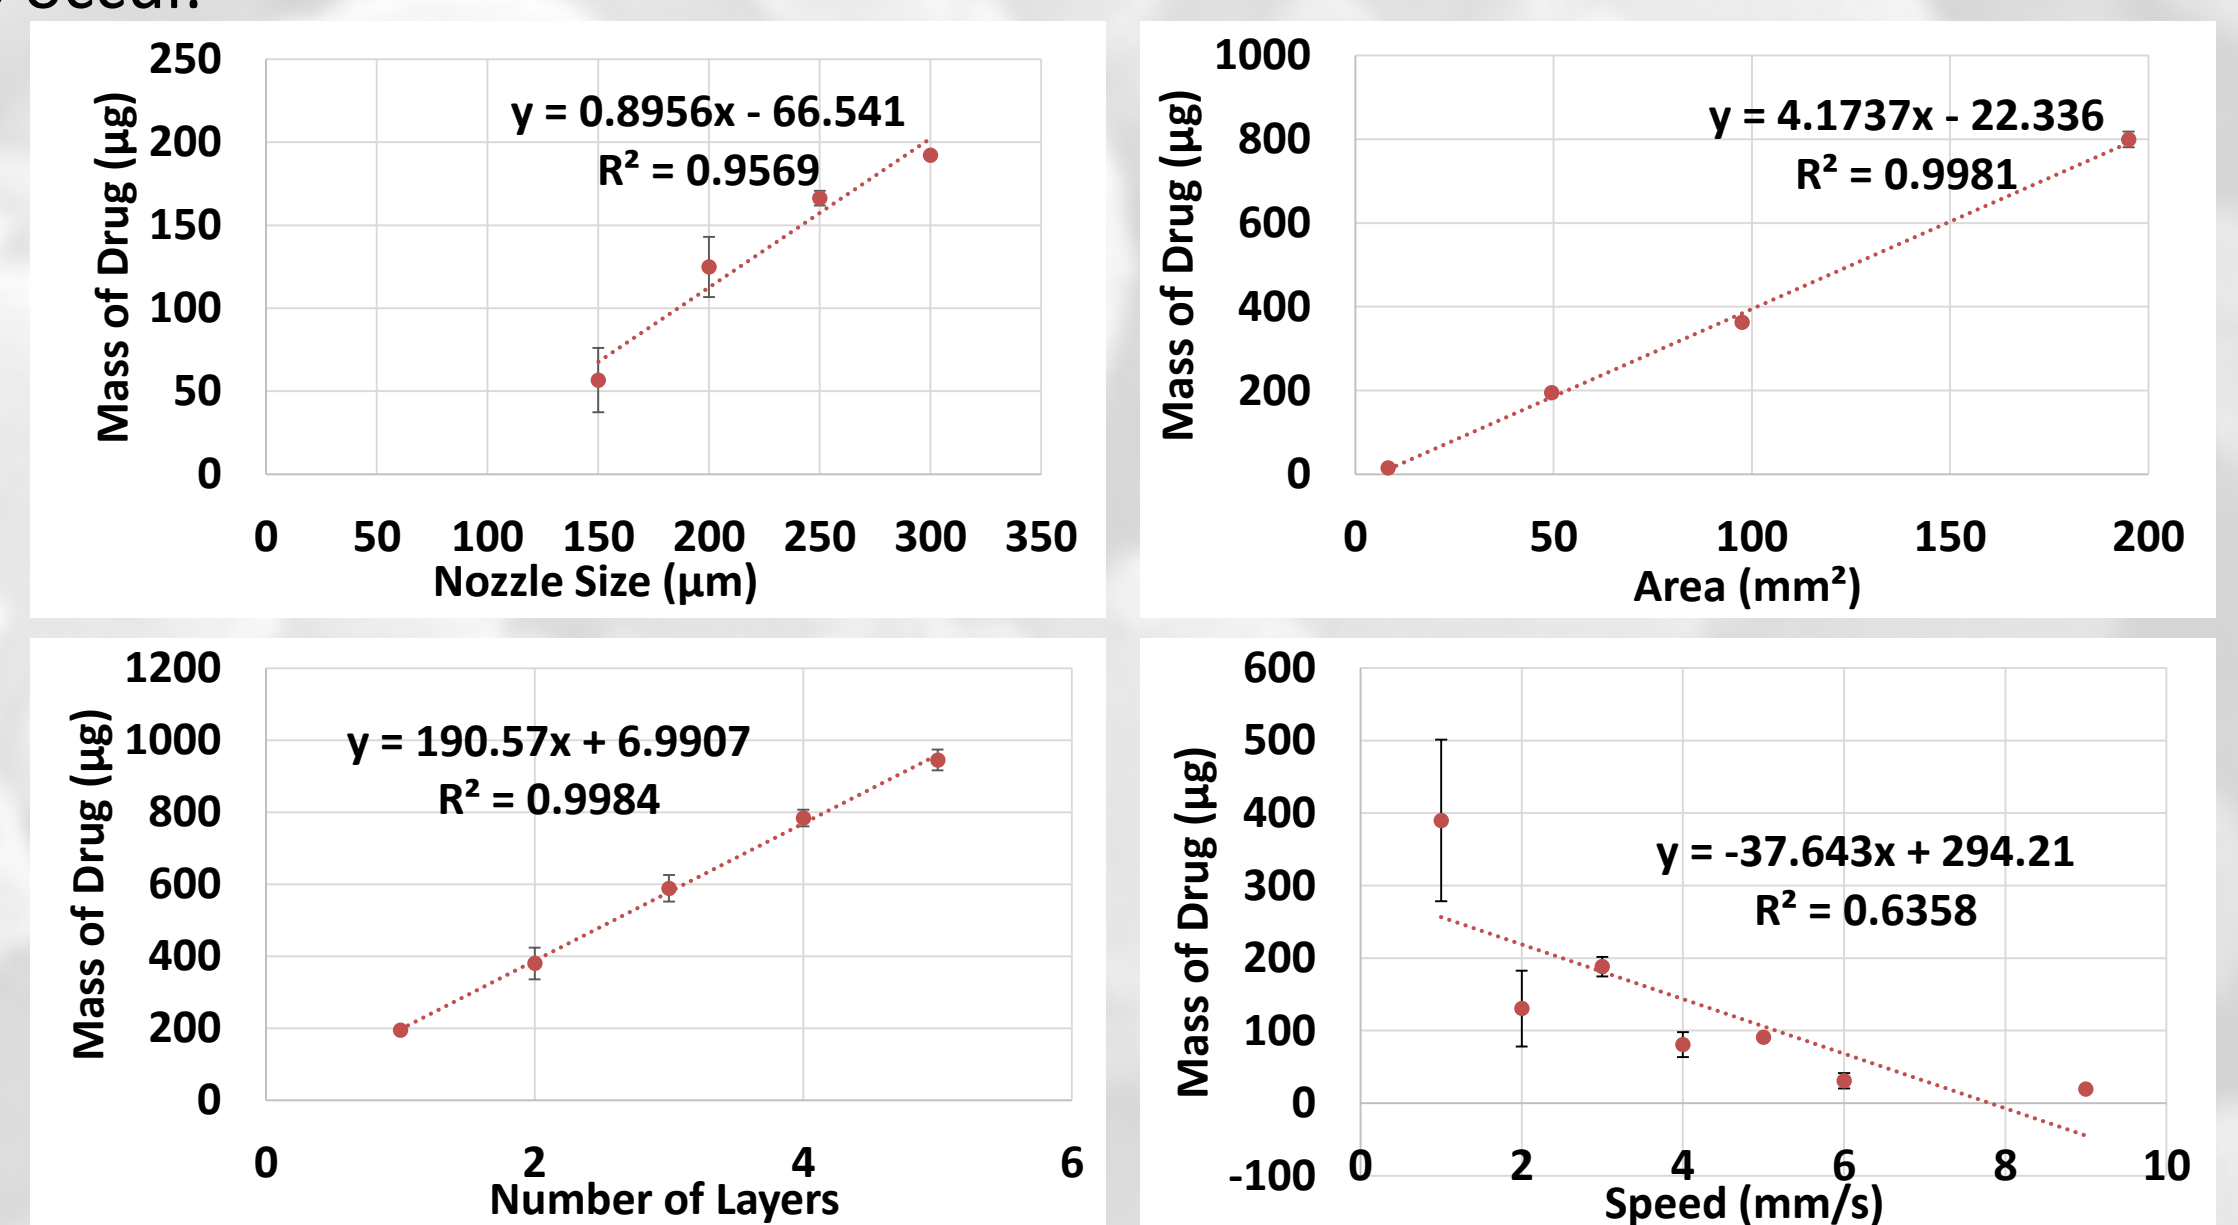 occur.
250
200
150
100
50
0
Mass of Drug (µg)
y = 0.8956x - 66.541
R² = 0.9569
0 50 100 150 200 250 300 350
Nozzle Size (µm)
1000
800
600
400
200
0
Mass of Drug (µg)
y = 4.1737x - 22.336
R² = 0.9981
0 50 100 150 200
Area (mm²)
1200
1000
800
600
400
200
0
Mass of Drug (µg)
y = 190.57x + 6.9907
R² = 0.9984
0 2 4 6
Number of Layers
600
500
400
300
200
100
0
-100
Mass of Drug (µg)
y = -37.643x + 294.21
R² = 0.6358
0 2 4 6 8 10
Speed (mm/s)